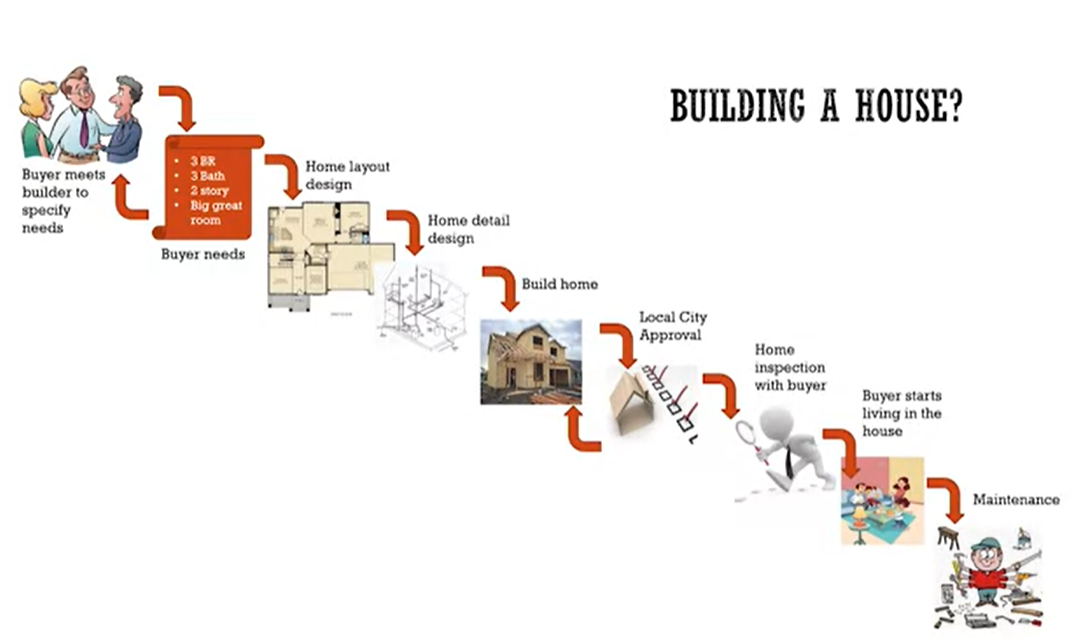 BUILDING A HOUSE?
Buyer meets
builder to
specify
needs
• 3 BR
• 3 Bath
• 2 story
• Big great
room
Buyer needs
Home layout
design
Home detail
design
Build home
Local City
Approval
Home
inspection
with buyer
Buyer starts
living in the
house
Maintenance